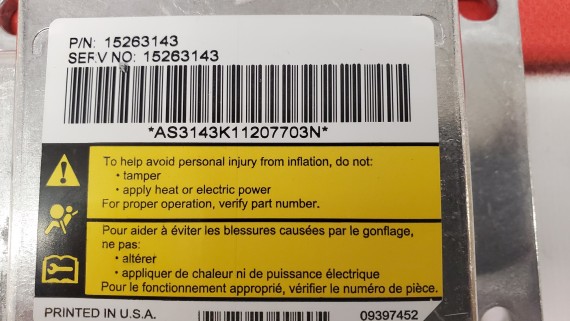 P/N: 15263143
SERV NO: 15263143
*AS3143K11207703N*
To help avoid personal injury from inflation, do not:
• tamper
• apply heat or electric power
For proper operation, verify part number.
Pour aider à éviter les blessures causées par le gonflage,
ne pas:
• altérer
• appliquer de chaleur ni de puissance électrique
Pour le fonctionnement approprié, vérifier le numéro de pièce.
PRINTED IN U.S.A. 09397452